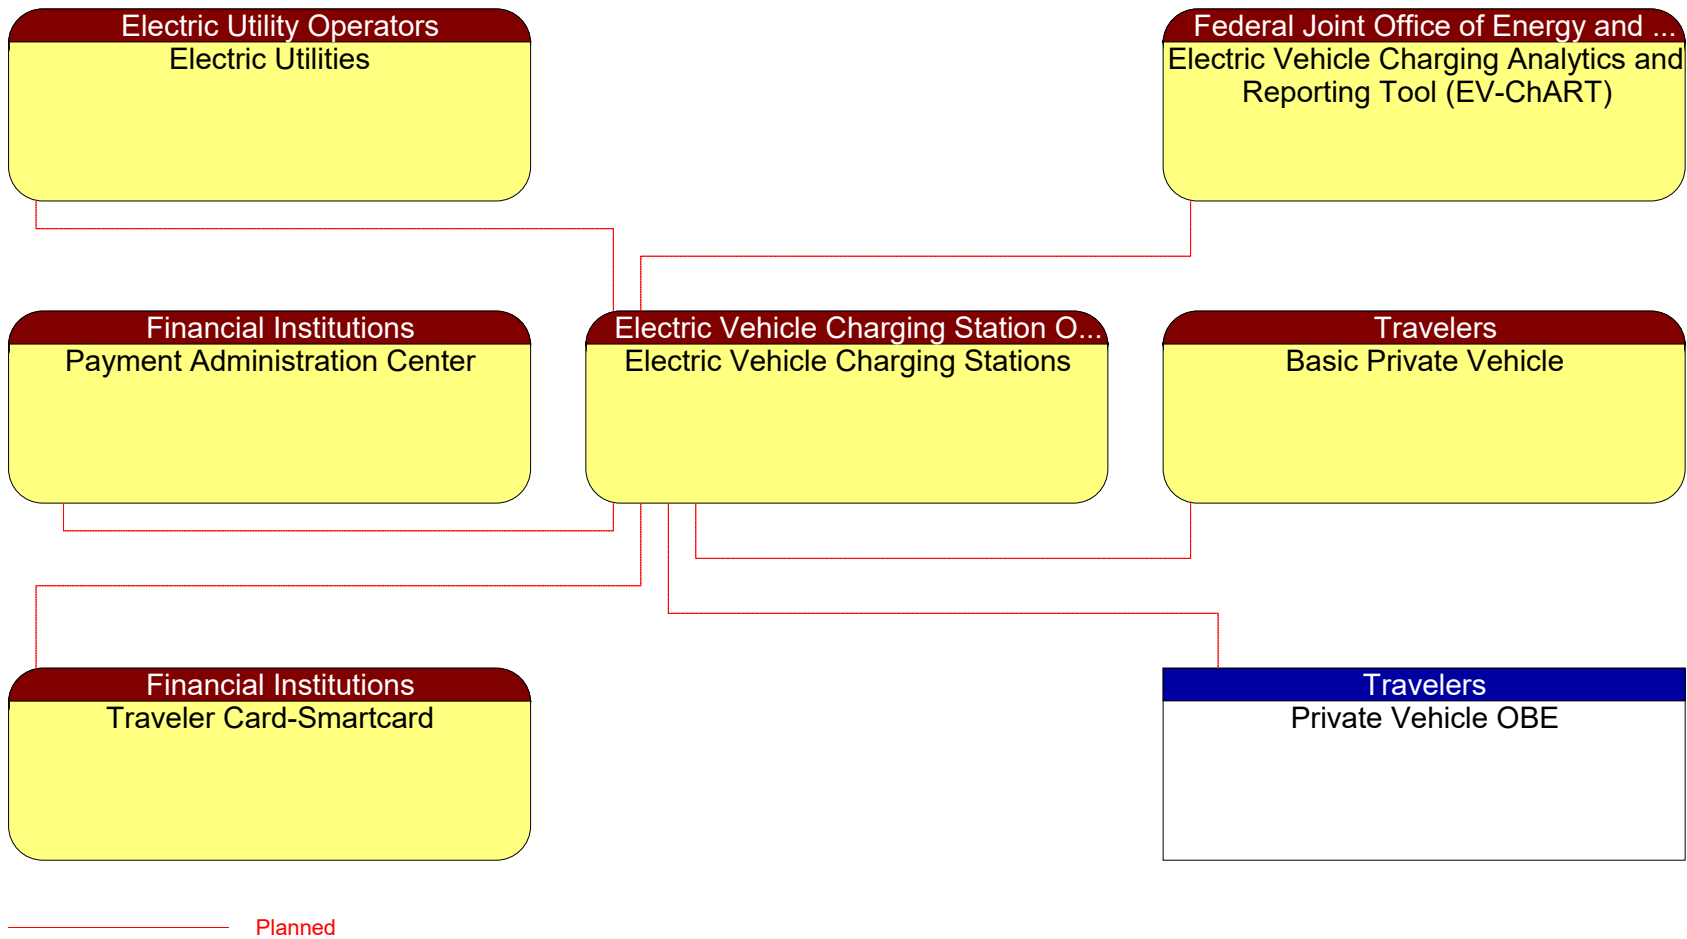 Electric Utility Operators
Electric Utilities
Federal Joint Office of Energy and ...
Electric Vehicle Charging Analytics and
Reporting Tool (EV-ChART)
Financial Institutions
Payment Administration Center
Electric Vehicle Charging Station O...
Electric Vehicle Charging Stations
Travelers
Basic Private Vehicle
Financial Institutions
Traveler Card-Smartcard
Travelers
Private Vehicle OBE
Planned